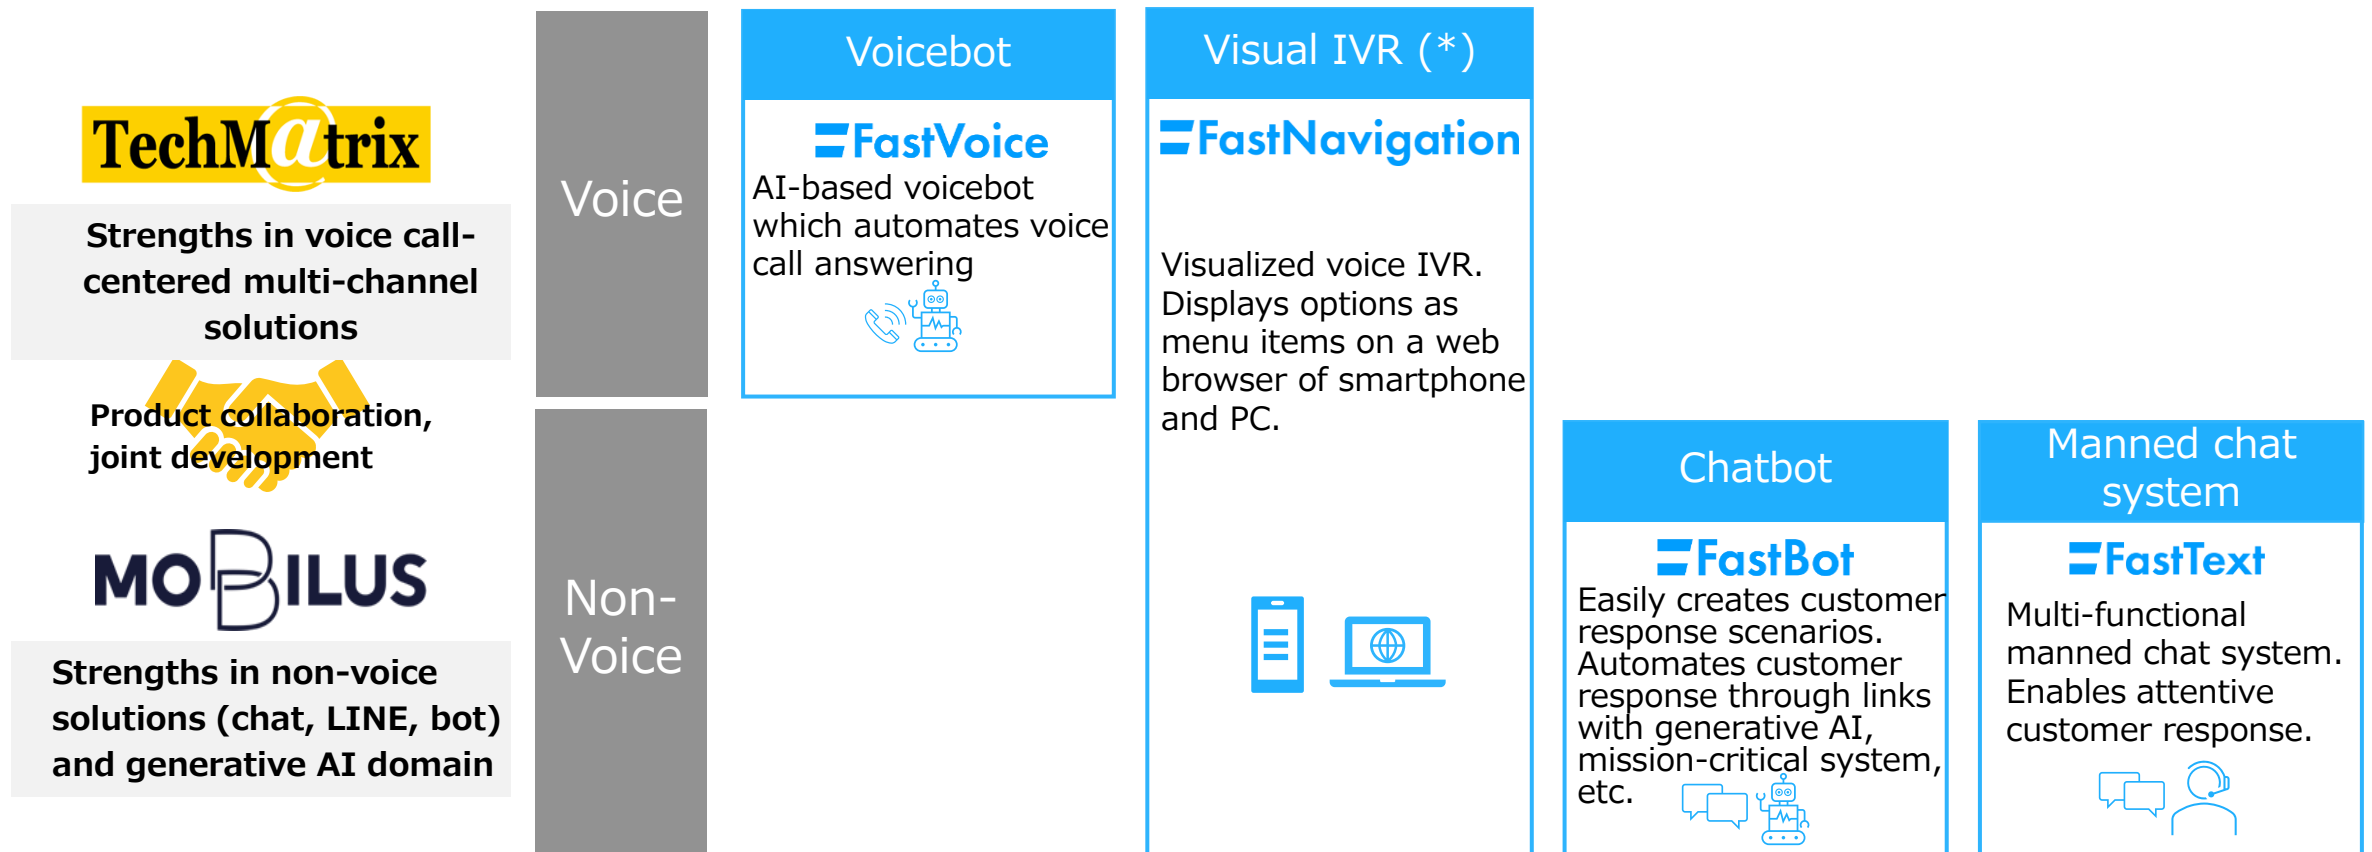 TechM@trix
Strengths in voice call-
centered multi-channel
solutions
Product collaboration,
joint development
MOBILUS
Strengths in non-voice
solutions (chat, LINE, bot)
and generative AI domain
Voice
Non-
Voice
Voicebot
FastVoice
AI-based voicebot
which automates voice
call answering
Visual IVR (*)
FastNavigation
Visualized voice IVR.
Displays options as
menu items on a web
browser of smartphone
and PC.
Chatbot
FastBot
Easily creates customer
response scenarios.
Automates customer
response through links
with generative AI,
mission-critical system,
etc.
Manned chat
system
FastText
Multi-functional
manned chat system.
Enables attentive
customer response.